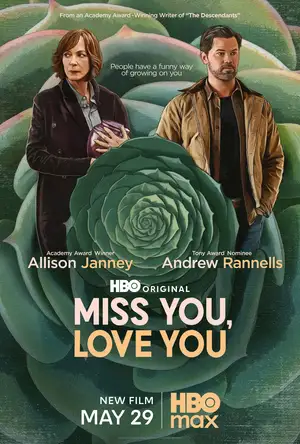 From an Academy Award®-Winning Writer of "The Descendants"
People have a funny way
of growing on you
Academy Award Winner
Allison Janney
Tony Award Nominee
Andrew Rannells
HBO ORIGINAL
MISS YOU,
LOVE YOU
NEW FILM
MAY 29
HBO
max